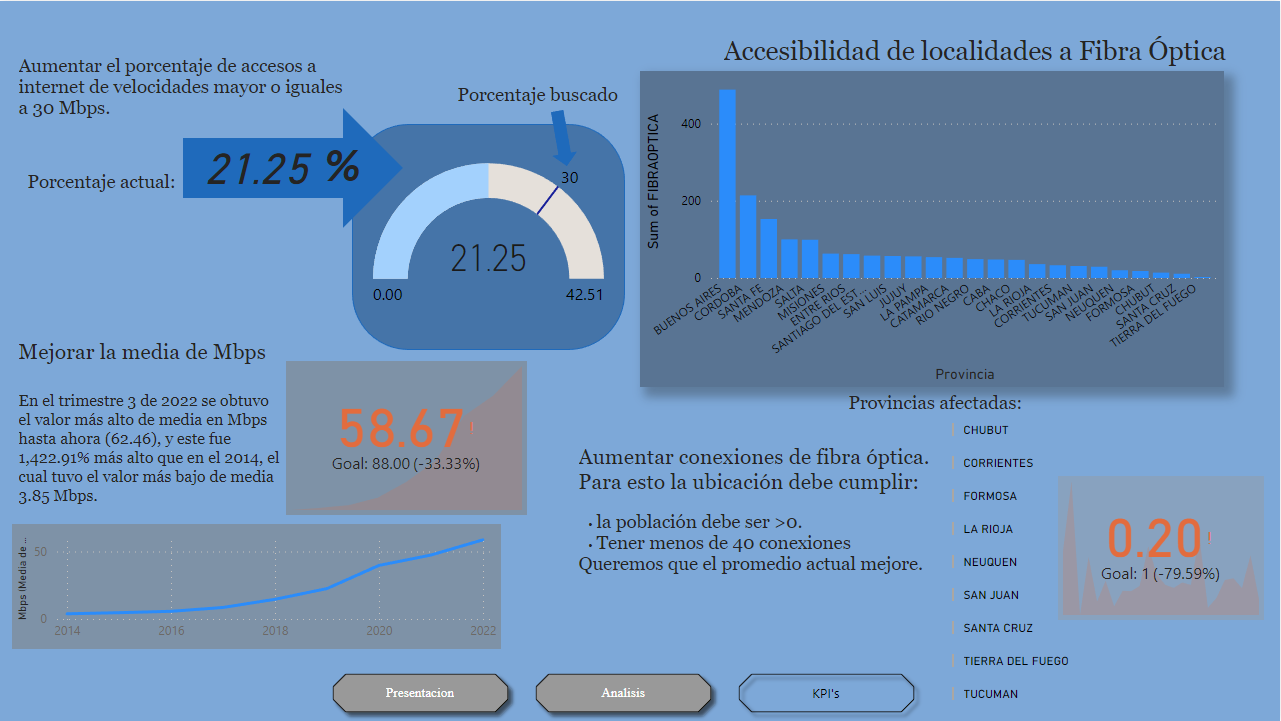 Aumentar el porcentaje de accesos a
internet de velocidades mayor o iguales
a 30 Mbps.
Porcentaje actual:
21.25 %
Porcentaje buscado
30
21.25
0.00
42.51
Accesibilidad de localidades a Fibra Óptica
Sum of FIBRAOPTICA
400
200
0
BUENOS AIRES
CORDOBA
SANTA FE
MENDOZA
SALTA
MISIONES
ENTRE RIOS
SANTIAGO DEL EST...
SAN LUIS
JUJUY
LA PAMPA
CATAMARCA
RIO NEGRO
CABA
CHACO
LA RIOJA
CORRIENTES
TUCUMAN
SAN JUAN
NEUQUEN
FORMOSA
CHUBUT
SANTA CRUZ
TIERRA DEL FUEGO
Provincia
Mejorar la media de Mbps
En el trimestre 3 de 2022 se obtuvo
el valor más alto de media en Mbps
hasta ahora (62.46), y este fue
1,422.91% más alto que en el 2014, el
cual tuvo el valor más bajo de media
3.85 Mbps.
58.67!
Goal: 88.00 (-33.33%)
Mbps (Media de ...
50
0
2014
2016
2018
2020
2022
Aumentar conexiones de fibra óptica.
Para esto la ubicación debe cumplir:
• la población debe ser >0.
• Tener menos de 40 conexiones
Queremos que el promedio actual mejore.
Provincias afectadas:
CHUBUT
CORRIENTES
FORMOSA
LA RIOJA
NEUQUEN
SAN JUAN
SANTA CRUZ
TIERRA DEL FUEGO
TUCUMAN
0.20!
Goal: 1 (-79.59%)
Presentacion
Analisis
KPI's